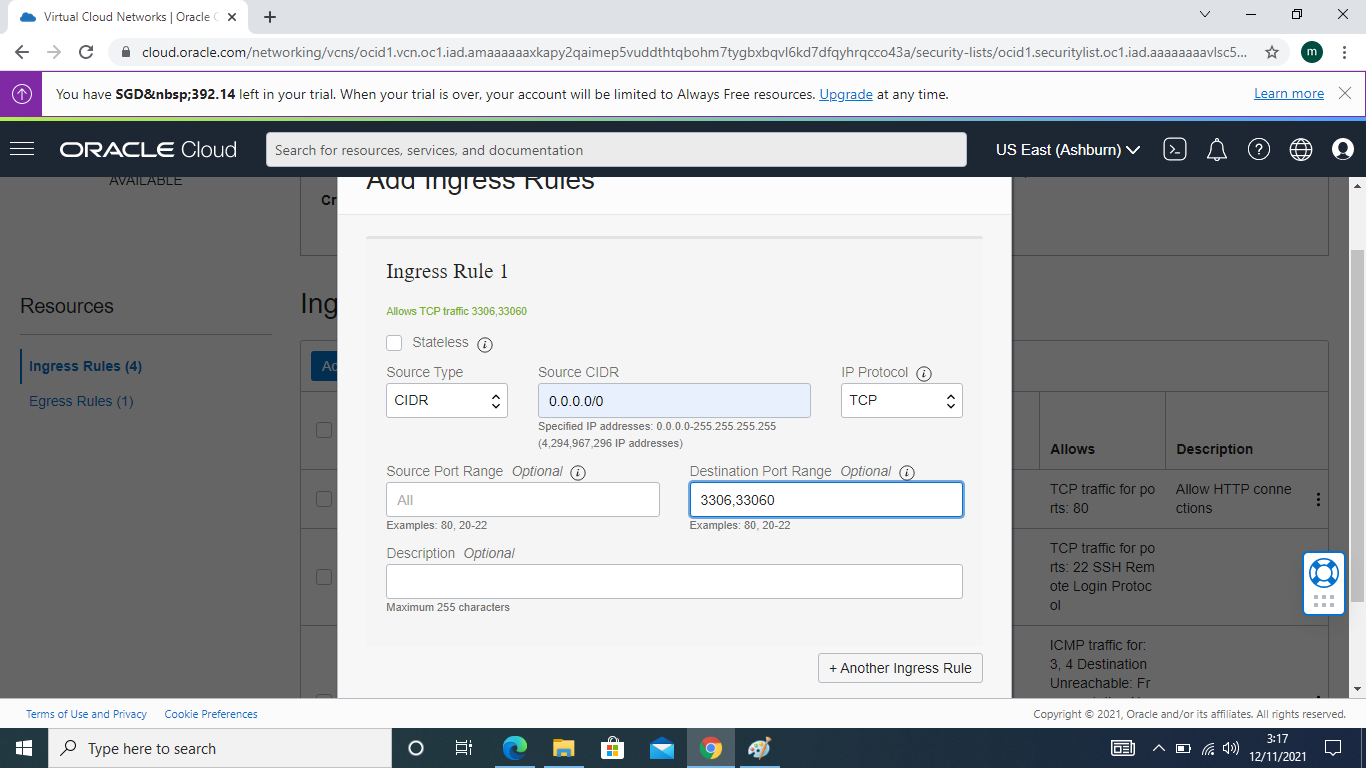 Virtual Cloud Networks | Oracle C
cloud.oracle.com/networking/vcns/ocid1.vcn.oc1.iad.amaaaaaaxkapy2qaimep5vuddthtqbohm7tygbxbqvl6kd7dfqyhrqcco43a/security-lists/ocid1.securitylist.oc1.iad.aaaaaaaavlsc5...
m
You have SGD&nbsp;392.14 left in your trial. When your trial is over, your account will be limited to Always Free resources. Upgrade at any time.
Learn more
ORACLE Cloud
Search for resources, services, and documentation
US East (Ashburn)
AVAILABLE
Cr
Add Ingress Rules
Resources
Ingress Rules (4)
Egress Rules (1)
Ing
Ad
Ingress Rule 1
Allows TCP traffic 3306,33060
Stateless
Source Type
CIDR
Source CIDR
0.0.0.0/0
Specified IP addresses: 0.0.0.0-255.255.255.255
(4,294,967,296 IP addresses)
IP Protocol
TCP
Source Port Range Optional
All
Examples: 80, 20-22
Destination Port Range Optional
3306,33060
Examples: 80, 20-22
Description Optional
Maximum 255 characters
+ Another Ingress Rule
Allows
Description
TCP traffic for po
rts: 80
Allow HTTP conne
ctions
TCP traffic for po
rts: 22 SSH Rem
ote Login Protoc
ol
ICMP traffic for:
3, 4 Destination
Unreachable: Fr
Terms of Use and Privacy
Cookie Preferences
Copyright © 2021, Oracle and/or its affiliates. All rights reserved.
Type here to search
3:17
12/11/2021